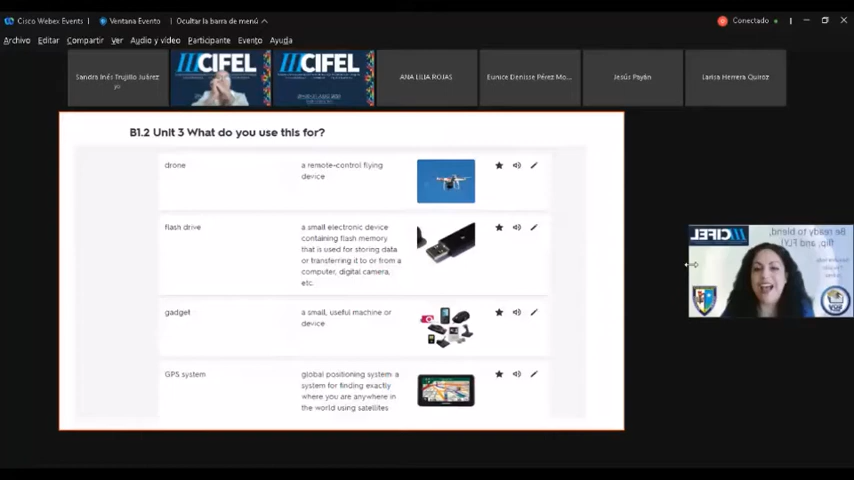 Cisco Webex Events
Ventana Evento
Ocultar la barra de menú
Conectado
Archivo Editar Compartir Ver Audio y video Participante Evento Ayuda
Sandra Inés Trujillo Juárez
yo
CIFEL
CIFEL
ANA LILIA ROJAS
Eunice Denisse Pérez Mo...
Jesús Payán
Larisa Herrera Quiroz
B1.2 Unit 3 What do you use this for?
drone
a remote-control flying
device
flash drive
a small electronic device
containing flash memory
that is used for storing data
or transferring it to or from a
computer, digital camera,
etc.
gadget
a small, useful machine or
device
GPS system
global positioning system: a
system for finding exactly
where you are anywhere in
the world using satellites
CIFEL
Be ready to blend,
flip, and FLY!